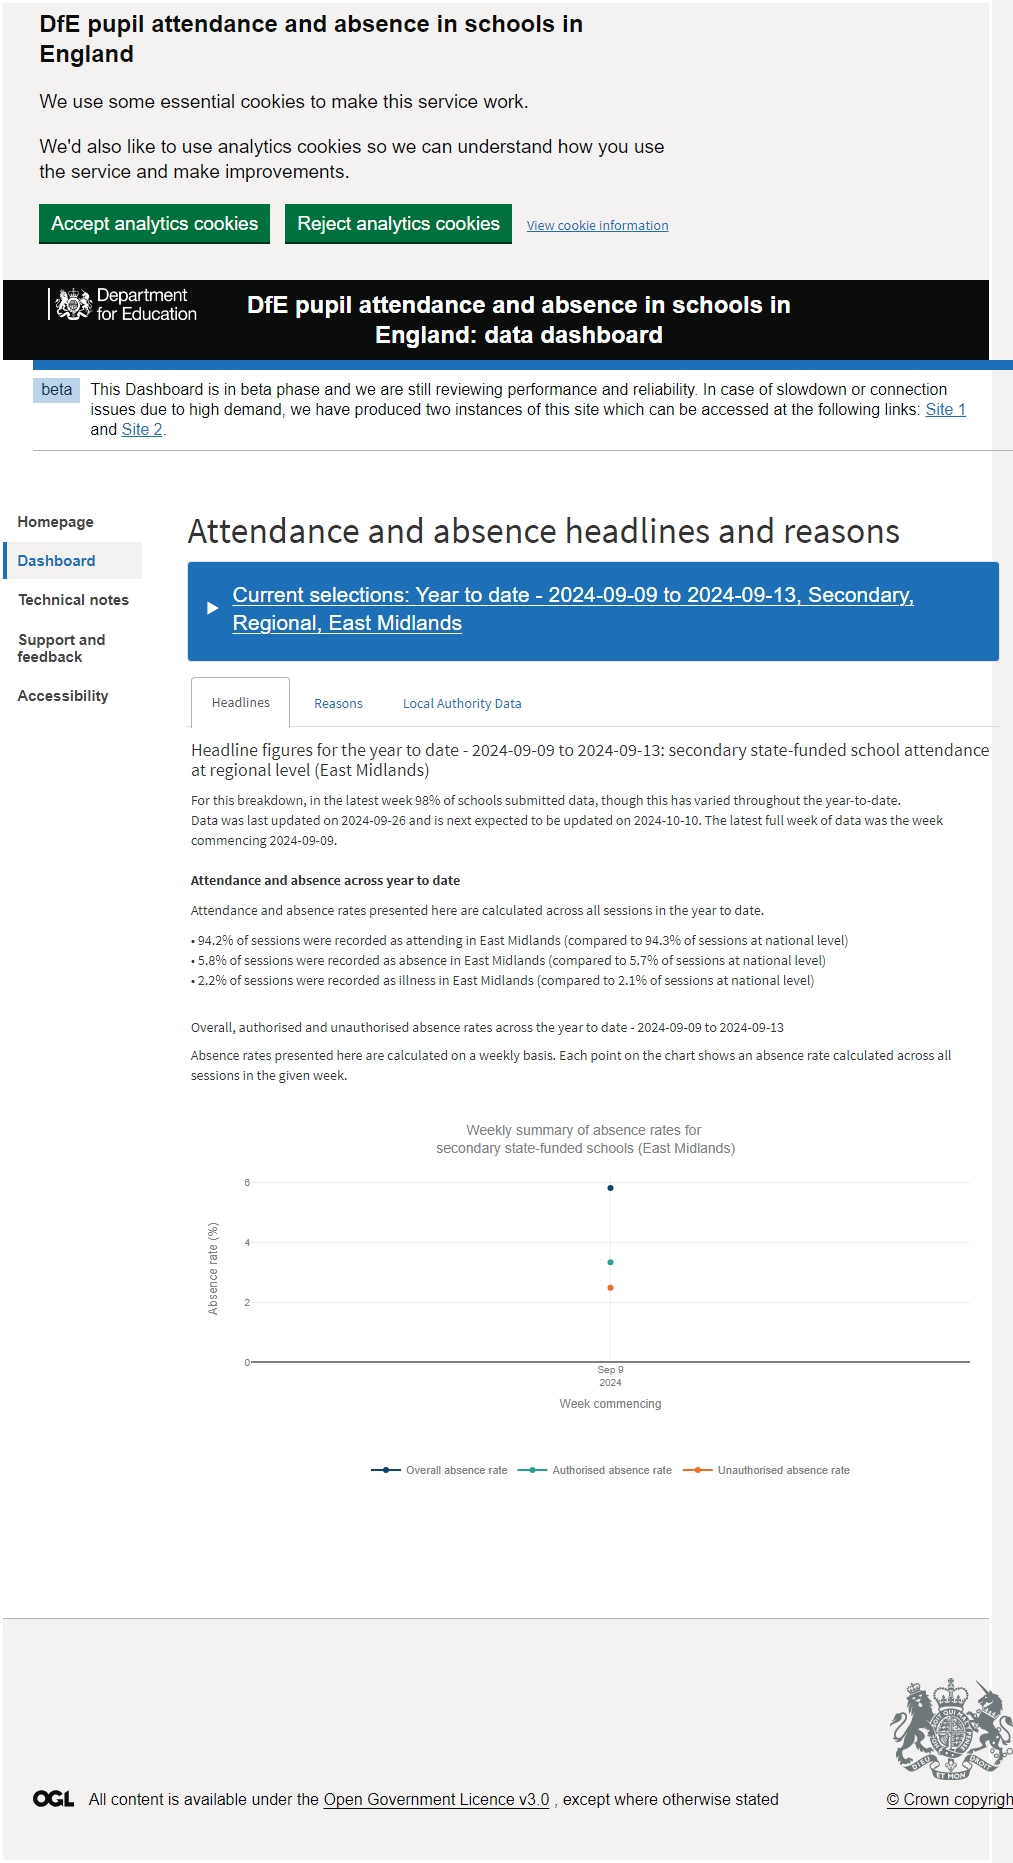 DfE pupil attendance and absence in schools in
England
We use some essential cookies to make this service work.
We'd also like to use analytics cookies so we can understand how you use
the service and make improvements.
Accept analytics cookies Reject analytics cookies View cookie information
Department
for Education
DfE pupil attendance and absence in schools in
England: data dashboard
beta This Dashboard is in beta phase and we are still reviewing performance and reliability. In case of slowdown or connection
issues due to high demand, we have produced two instances of this site which can be accessed at the following links: Site 1
and Site 2.
Homepage
Dashboard
Technical notes
Support and
feedback
Accessibility
Attendance and absence headlines and reasons
Current selections: Year to date - 2024-09-09 to 2024-09-13, Secondary,
Regional, East Midlands
Headlines Reasons Local Authority Data
Headline figures for the year to date - 2024-09-09 to 2024-09-13: secondary state-funded school attendance
at regional level (East Midlands)
For this breakdown, in the latest week 98% of schools submitted data, though this has varied throughout the year-to-date.
Data was last updated on 2024-09-26 and is next expected to be updated on 2024-10-10. The latest full week of data was the week
commencing 2024-09-09.
Attendance and absence across year to date
Attendance and absence rates presented here are calculated across all sessions in the year to date.
• 94.2% of sessions were recorded as attending in East Midlands (compared to 94.3% of sessions at national level)
• 5.8% of sessions were recorded as absence in East Midlands (compared to 5.7% of sessions at national level)
• 2.2% of sessions were recorded as illness in East Midlands (compared to 2.1% of sessions at national level)
Overall, authorised and unauthorised absence rates across the year to date - 2024-09-09 to 2024-09-13
Absence rates presented here are calculated on a weekly basis. Each point on the chart shows an absence rate calculated across all
sessions in the given week.
Weekly summary of absence rates for
secondary state-funded schools (East Midlands)
Absence rate (%)
6
4
2
0
Sep 9
2024
Week commencing
Overall absence rate Authorised absence rate Unauthorised absence rate
DIEU ET MON DROIT
OGL All content is available under the Open Government Licence v3.0 , except where otherwise stated
© Crown copyrigh